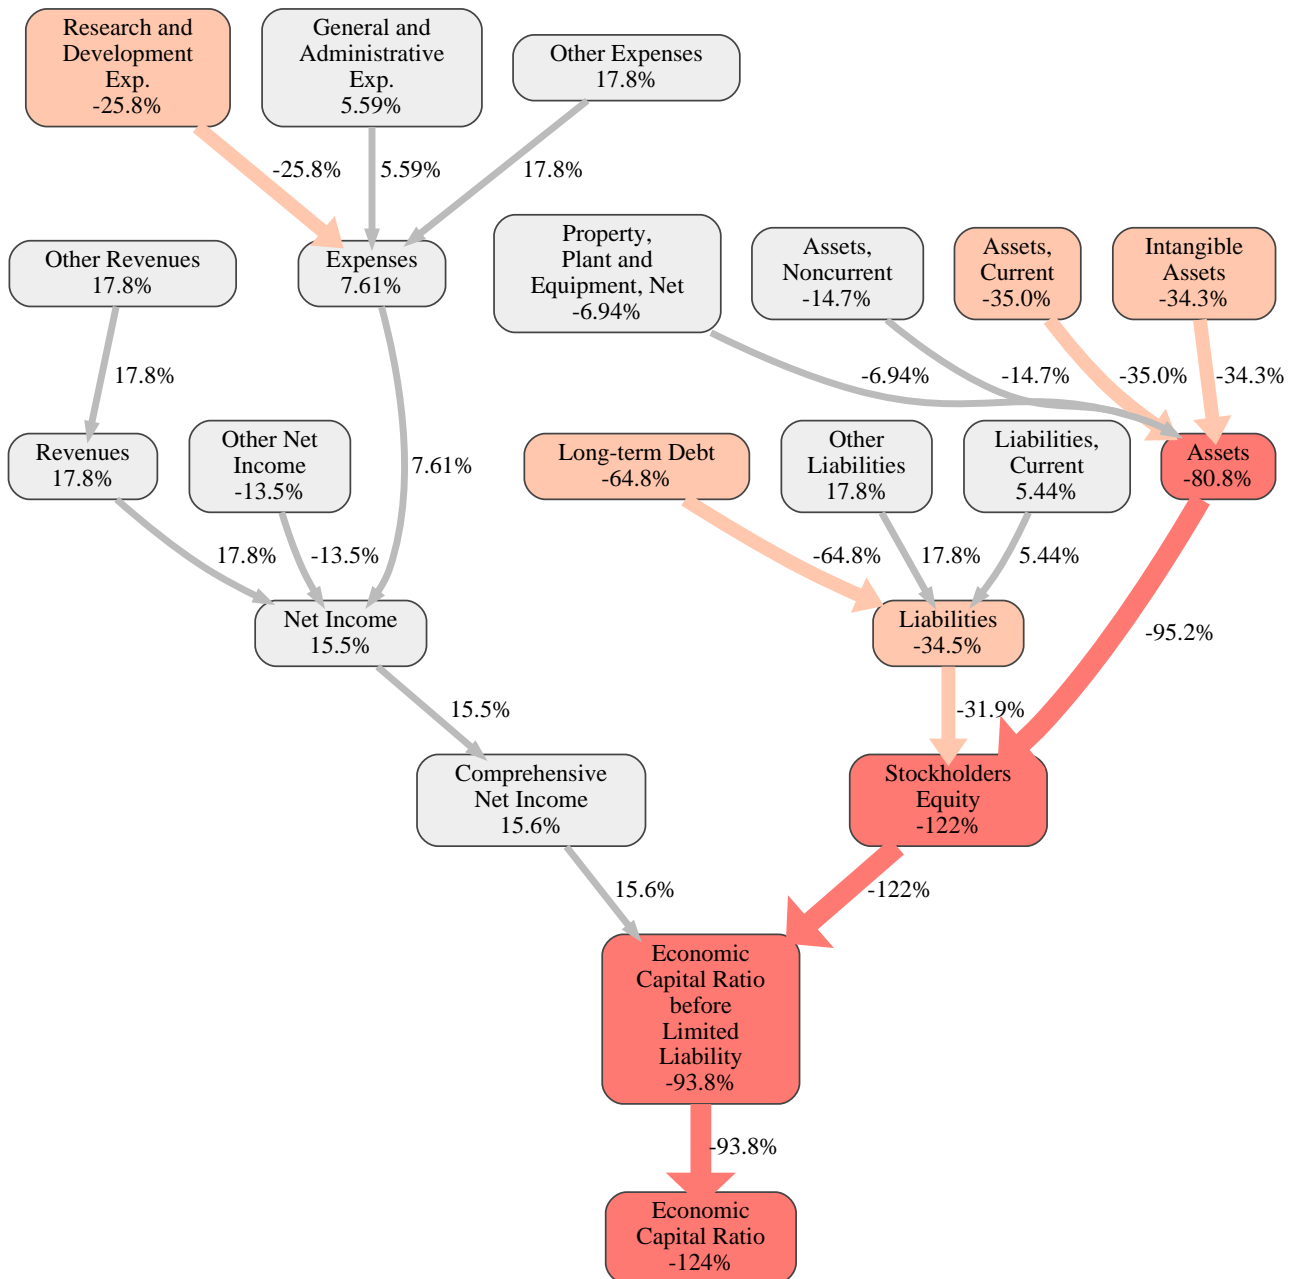 Research and
Development
Exp.
-25.8%
General and
Administrative
Exp.
5.59%
Other Expenses
17.8%
-25.8%
5.59%
17.8%
Other Revenues
17.8%
Expenses
7.61%
Property,
Plant and
Equipment, Net
-6.94%
Assets,
Noncurrent
-14.7%
Assets,
Current
-35.0%
Intangible
Assets
-34.3%
17.8%
-6.94%
-14.7%
-35.0%
-34.3%
Revenues
17.8%
Other Net
Income
-13.5%
7.61%
Long-term Debt
-64.8%
Other
Liabilities
17.8%
Liabilities,
Current
5.44%
Assets
-80.8%
17.8%
-13.5%
-64.8%
17.8%
5.44%
Net Income
15.5%
Liabilities
-34.5%
-95.2%
15.5%
-31.9%
Comprehensive
Net Income
15.6%
Stockholders
Equity
-122%
15.6%
-122%
Economic
Capital Ratio
before
Limited
Liability
-93.8%
-93.8%
Economic
Capital Ratio
-124%